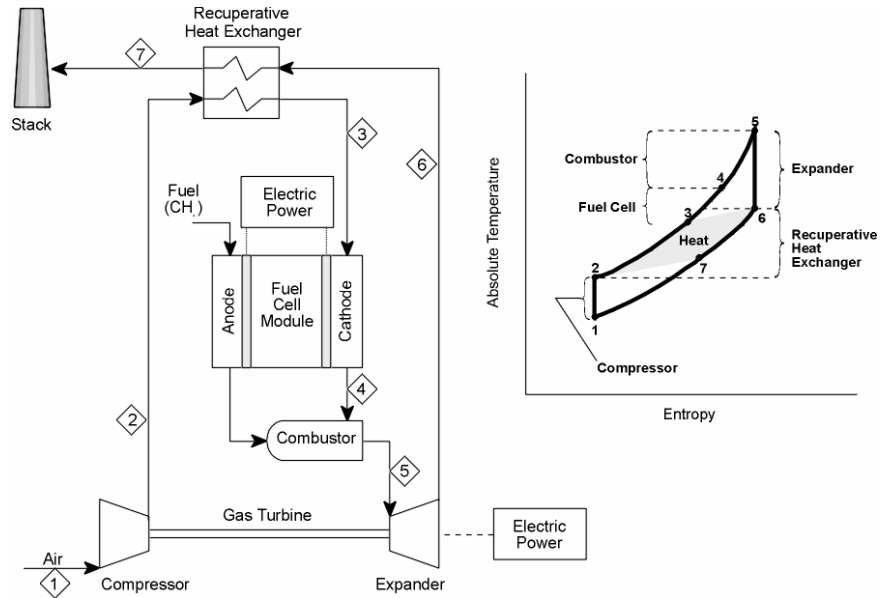 Recuperative
Heat Exchanger
7
Stack
3
6
Fuel
(CH.)
Electric
Power
Anode
Fuel
Cell
Module
Cathode
4
2
Combustor
5
Gas Turbine
Air
1
Compressor
Expander
Electric
Power
Absolute Temperature
Combustor
Fuel Cell
5
4
3
Heat
6
7
2
1
Expander
Recuperative
Heat
Exchanger
Compressor
Entropy